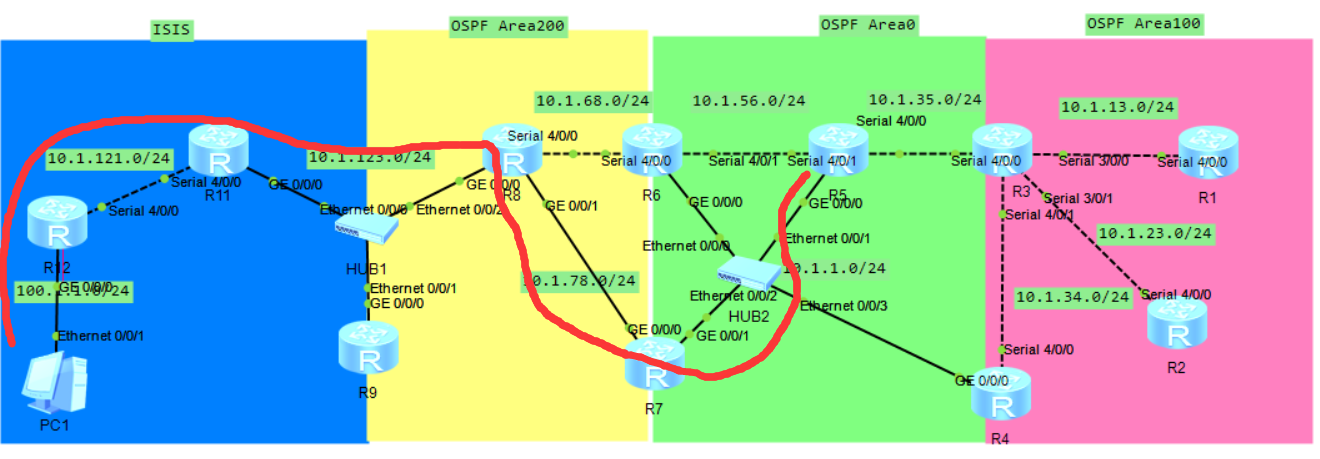 ISIS
OSPF Area200
OSPF Area0
OSPF Area100
10.1.68.0/24
10.1.56.0/24
10.1.35.0/24
10.1.13.0/24
Serial 4/0/0
Serial 4/0/0
10.1.121.0/24
10.1.123.0/24
Serial 4/0/0
Serial 4/0/1
Serial 4/0/1
Serial 4/0/0
Serial 3/0/0
Serial 4/0/0
Serial 4/0/0
GE 0/0/0
GE 0/0/0
R11
R8
R6
R5
R3
R1
Serial 4/0/0
Ethernet 0/0/0
Ethernet 0/0/2
GE 0/0/1
GE 0/0/0
GE 0/0/0
Serial 3/0/1
Serial 4/0/1
10.1.23.0/24
Ethernet 0/0/0
Ethernet 0/0/1
R12
HUB1
10.1.1.0/24
GE 0/0/0
10.1.78.0/24
Ethernet 0/0/1
GE 0/0/0
Ethernet 0/0/2
HUB2
Ethernet 0/0/3
10.1.34.0/24
Serial 4/0/0
Ethernet 0/0/1
GE 0/0/0
GE 0/0/1
Serial 4/0/0
R9
R7
GE 0/0/0
R2
PC1
R4